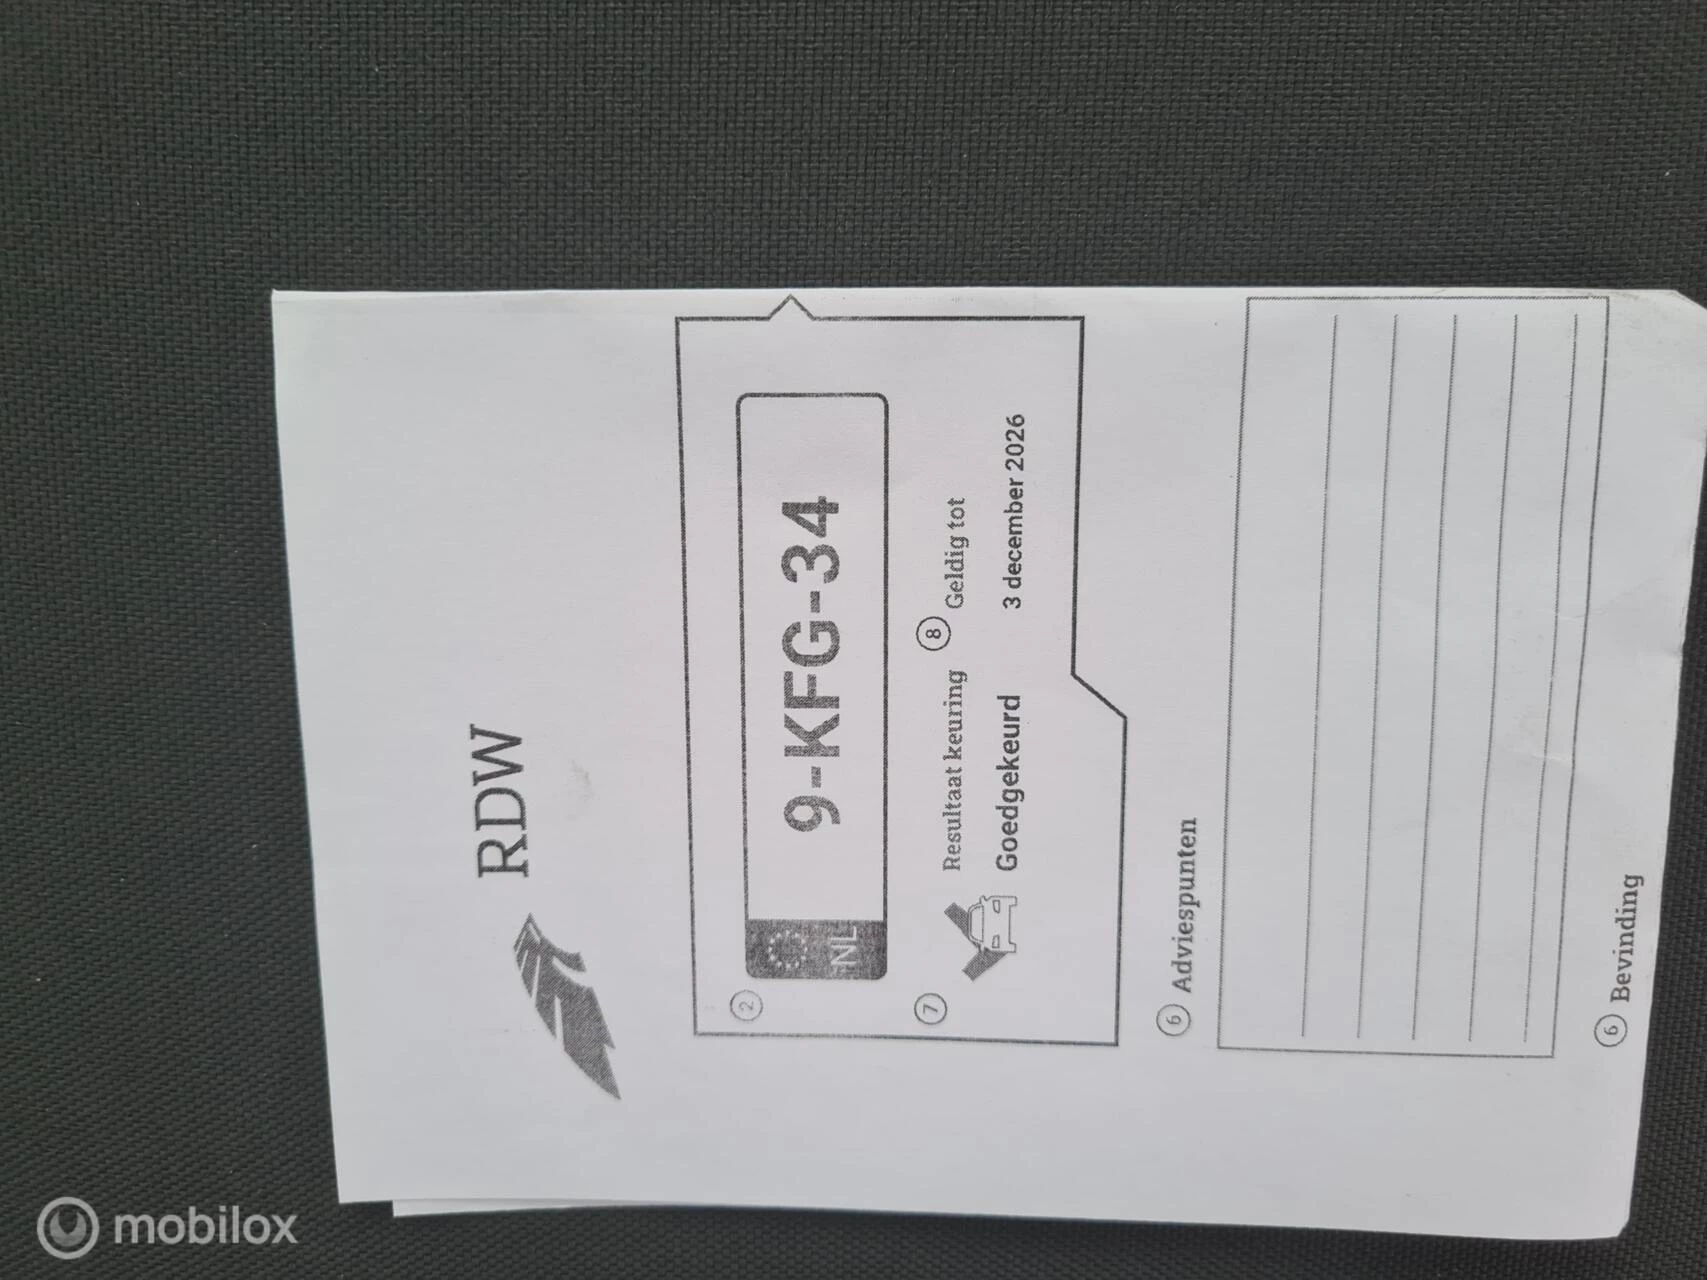 RDW
2
NL 9-KFG-34
7 Resultaat keuring 8 Geldig tot
Goedgekeurd 3 december 2026
6 Adviespunten
6 Bevinding
mobilox